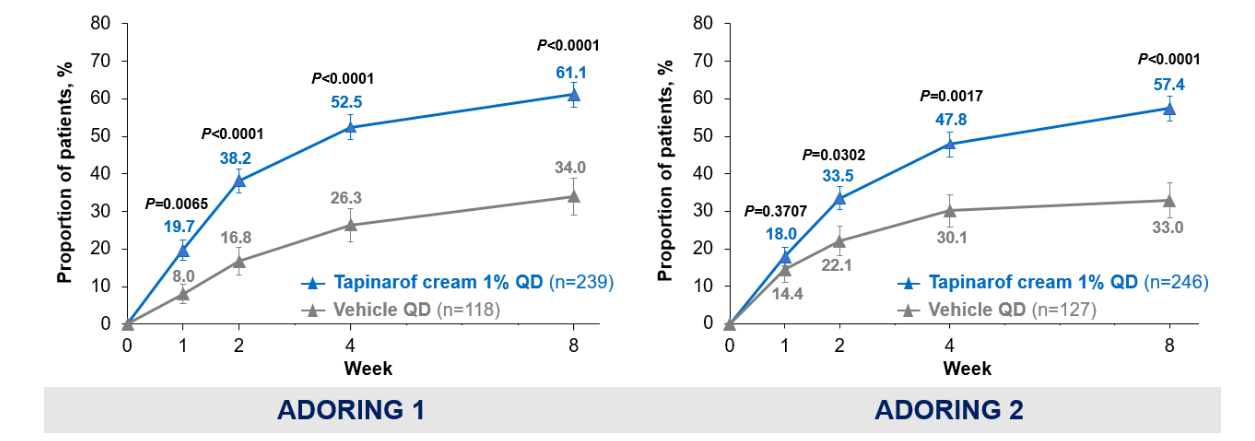 Proportion of patients, %
80
70
60
50
40
30
20
10
0
P=0.0065
19.7
8.0
P<0.0001
38.2
16.8
P<0.0001
52.5
26.3
P<0.0001
61.1
34.0
Tapinarof cream 1% QD (n=239)
Vehicle QD (n=118)
0 1 2 4 8
Week
ADORING 1
Proportion of patients, %
80
70
60
50
40
30
20
10
0
P=0.3707
18.0
14.4
P=0.0302
33.5
22.1
P=0.0017
47.8
30.1
P<0.0001
57.4
33.0
Tapinarof cream 1% QD (n=246)
Vehicle QD (n=127)
0 1 2 4 8
Week
ADORING 2